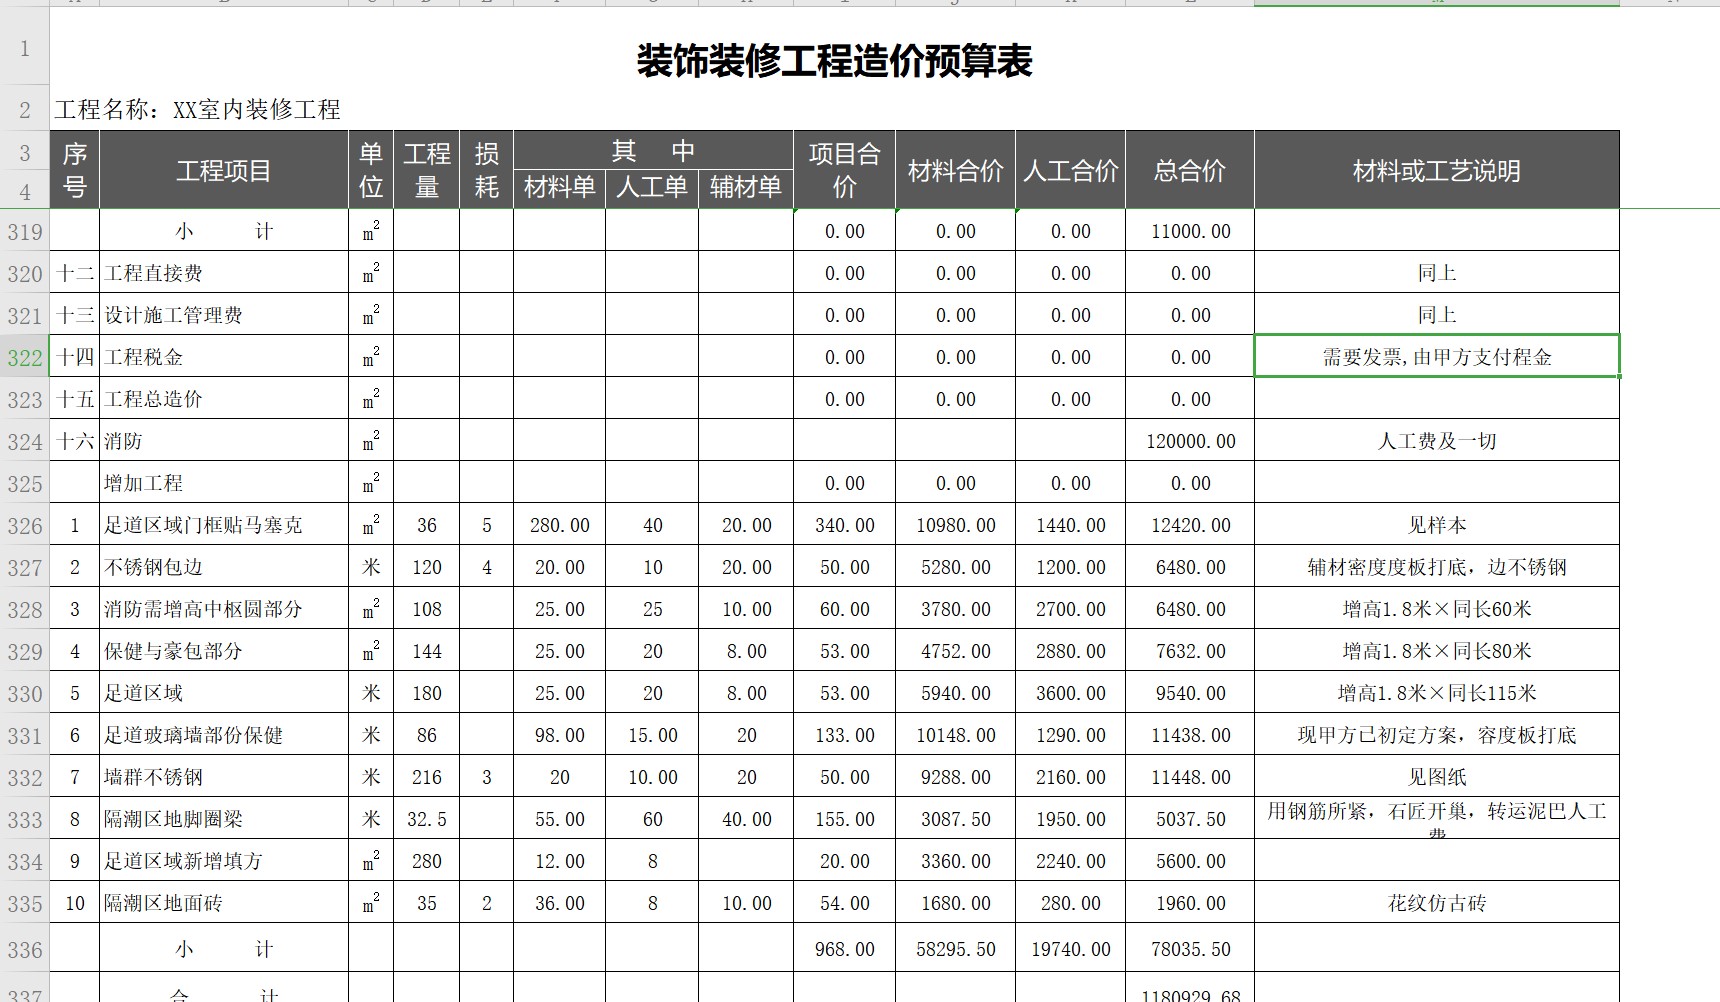 1 装饰装修工程造价预算表
2 工程名称：XX室内装修工程
3 序号 工程项目 单位 工程量 损耗 其 中 项目合价 材料合价 人工合价 总合价 材料或工艺说明
4 材料单 人工单 辅材单
319 小 计 m² 0.00 0.00 0.00 11000.00
320 十二 工程直接费 m² 0.00 0.00 0.00 0.00 同上
321 十三 设计施工管理费 m² 0.00 0.00 0.00 0.00 同上
322 十四 工程税金 m² 0.00 0.00 0.00 0.00 需要发票,由甲方支付程金
323 十五 工程总造价 m² 0.00 0.00 0.00 0.00
324 十六 消防 m² 120000.00 人工费及一切
325 增加工程 m² 0.00 0.00 0.00 0.00
326 1 足道区域门框贴马塞克 m² 36 5 280.00 40 20.00 340.00 10980.00 1440.00 12420.00 见样本
327 2 不锈钢包边 米 120 4 20.00 10 20.00 50.00 5280.00 1200.00 6480.00 辅材密度度板打底，边不锈钢
328 3 消防需增高中枢圆部分 m² 108 25.00 25 10.00 60.00 3780.00 2700.00 6480.00 增高1.8米×同长60米
329 4 保健与豪包部分 m² 144 25.00 20 8.00 53.00 4752.00 2880.00 7632.00 增高1.8米×同长80米
330 5 足道区域 米 180 25.00 20 8.00 53.00 5940.00 3600.00 9540.00 增高1.8米×同长115米
331 6 足道玻璃墙部份保健 米 86 98.00 15.00 20 133.00 10148.00 1290.00 11438.00 现甲方已初定方案，容度板打底
332 7 墙群不锈钢 米 216 3 20 10.00 20 50.00 9288.00 2160.00 11448.00 见图纸
333 8 隔潮区地脚圈梁 米 32.5 55.00 60 40.00 155.00 3087.50 1950.00 5037.50 用钢筋所紧，石匠开巢，转运泥巴人工费
334 9 足道区域新增填方 m² 280 12.00 8 20.00 3360.00 2240.00 5600.00
335 10 隔潮区地面砖 m² 35 2 36.00 8 10.00 54.00 1680.00 280.00 1960.00 花纹仿古砖
336 小 计 968.00 58295.50 19740.00 78035.50
337 合 计 1180929.68